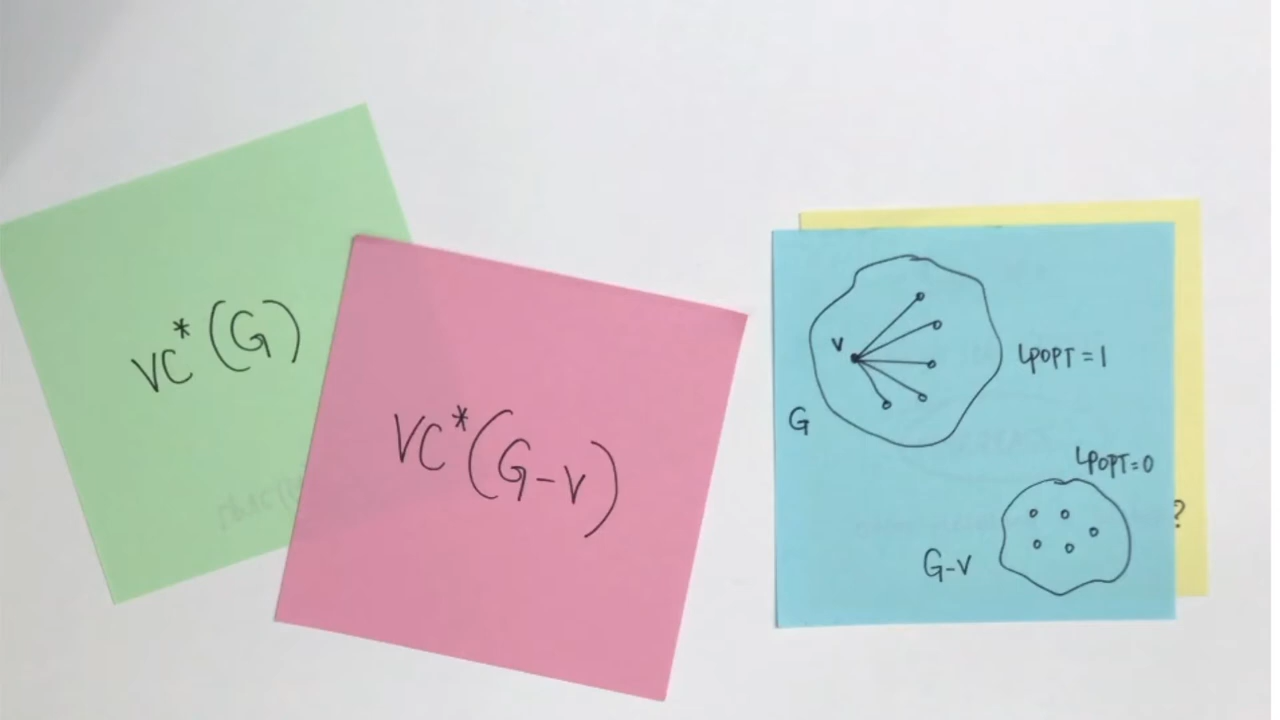 VC*(G)
VC*(G-v)
v
LPOPT = 1
G
LPOPT=0
G-v
?